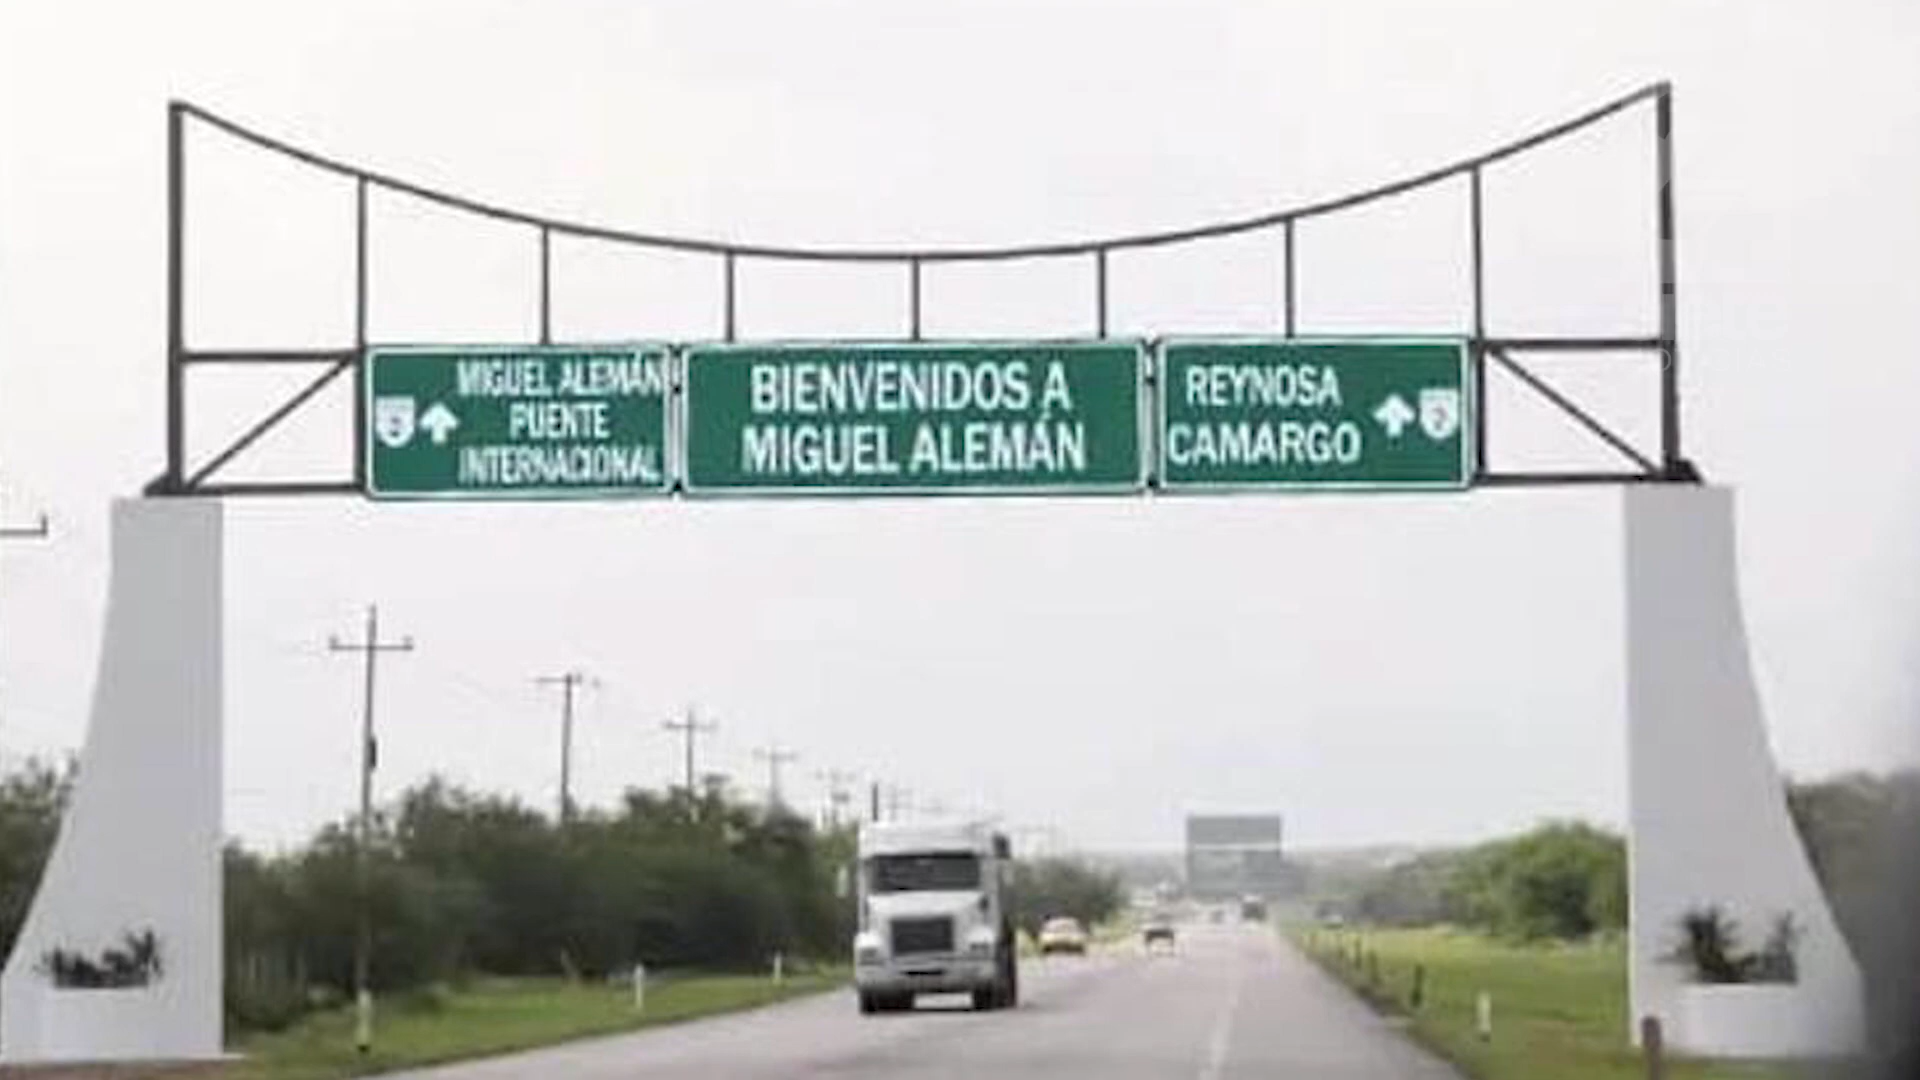 MIGUEL ALEMÁN
PUENTE
INTERNACIONAL
BIENVENIDOS A
MIGUEL ALEMÁN
REYNOSA
CAMARGO